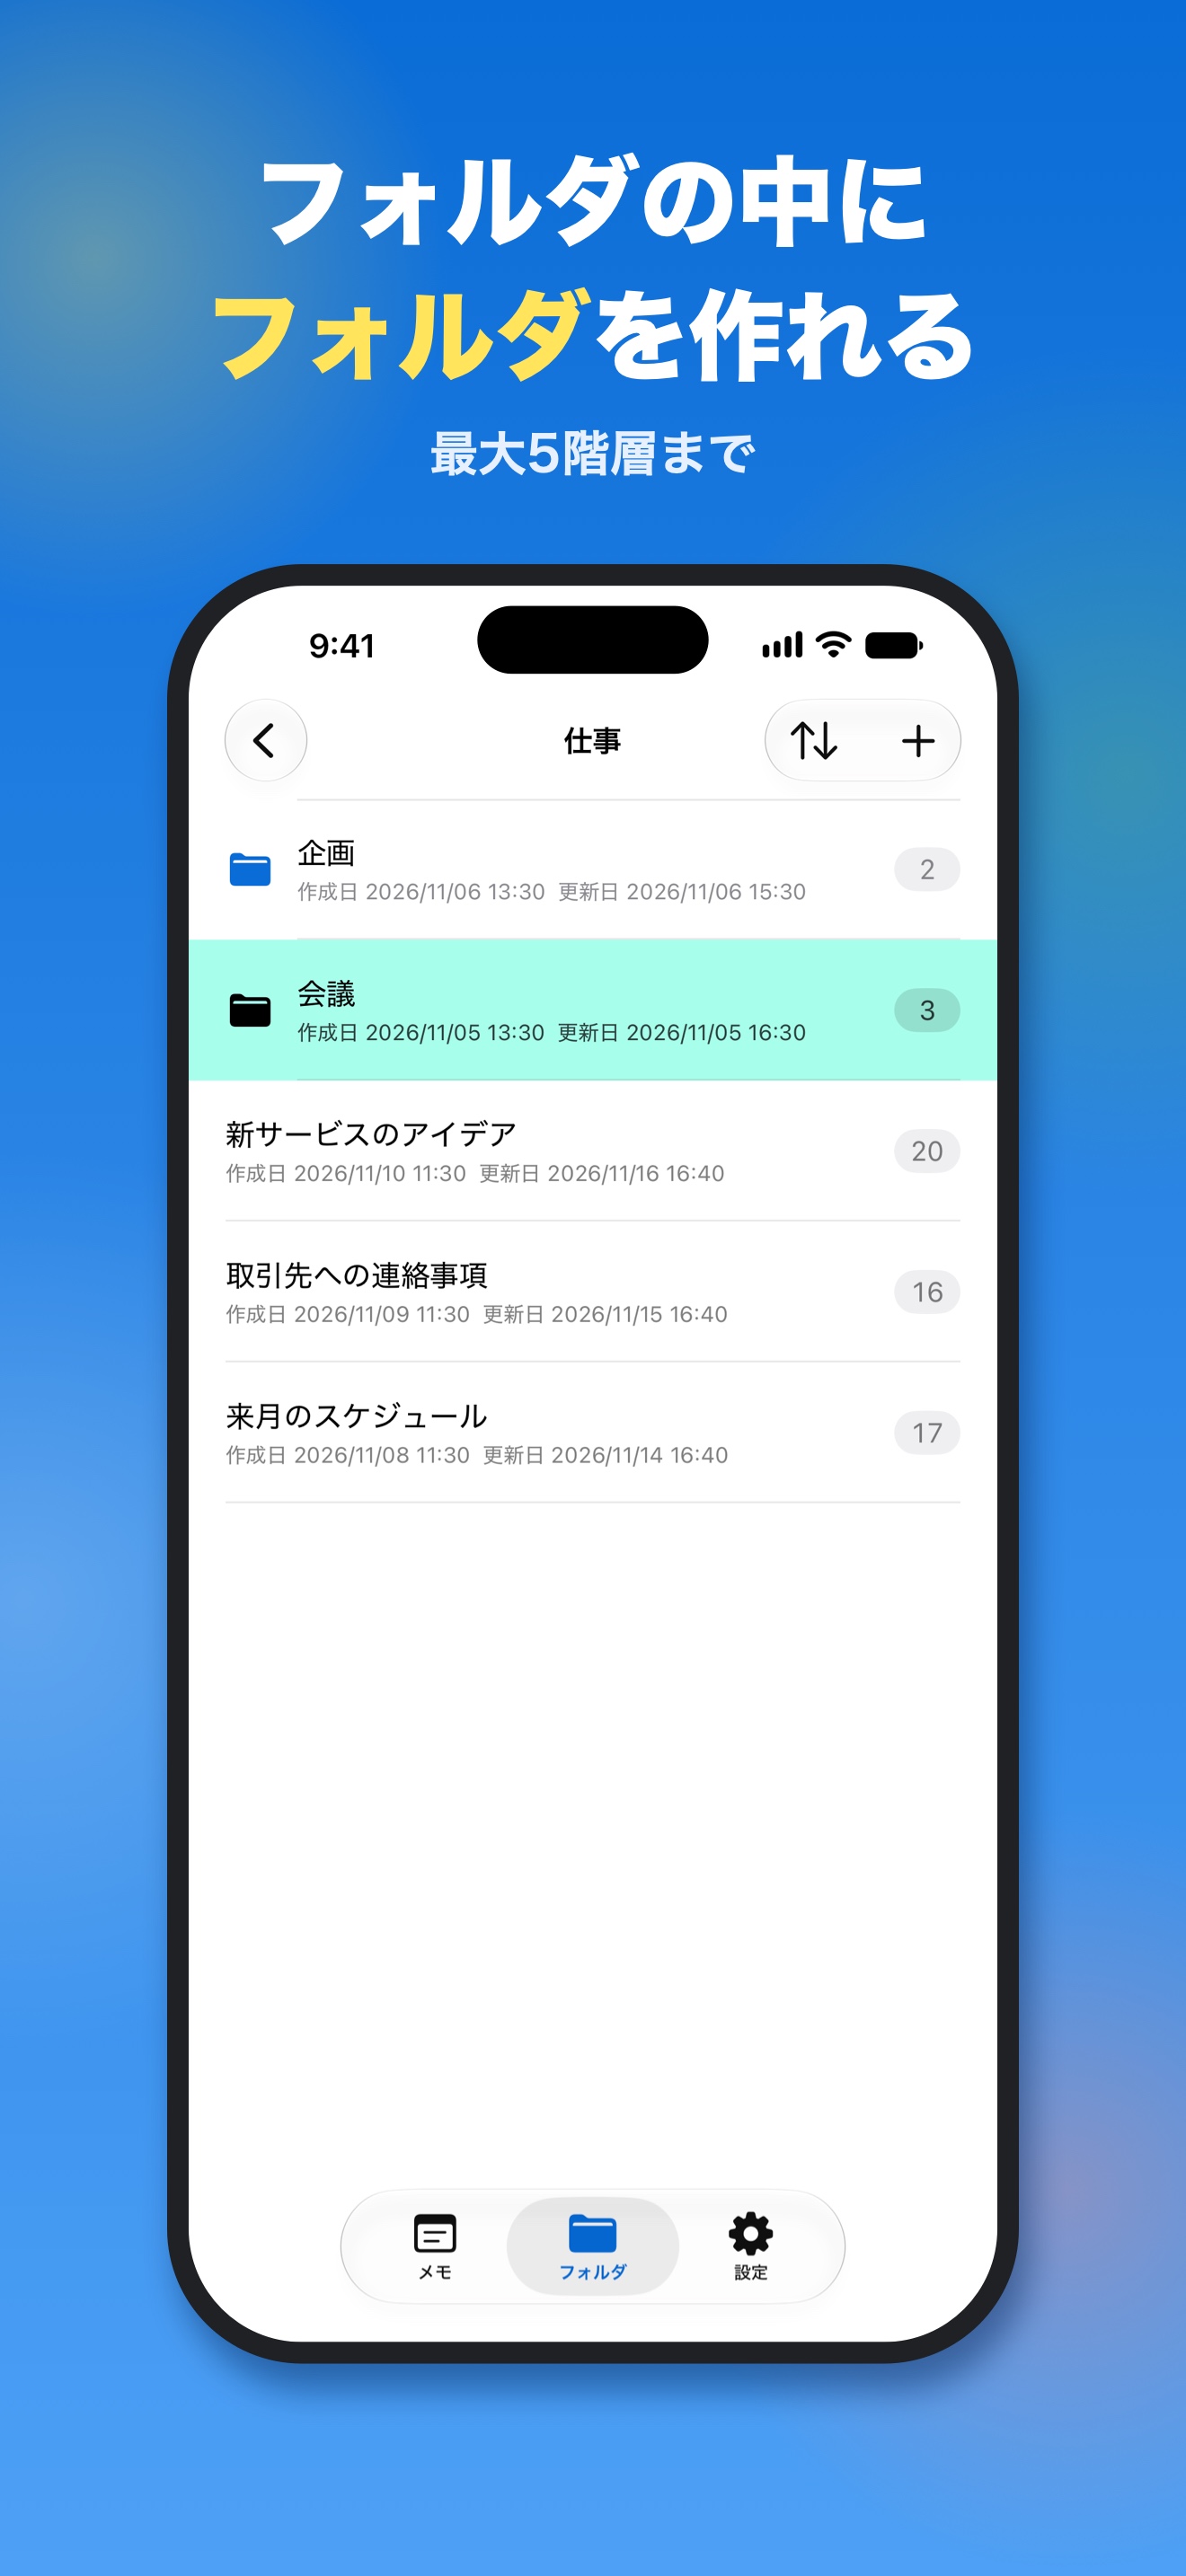 フォルダの中に
フォルダを作れる
最大5階層まで
9:41
仕事
企画
作成日 2026/11/06 13:30 更新日 2026/11/06 15:30
2
会議
作成日 2026/11/05 13:30 更新日 2026/11/05 16:30
3
新サービスのアイデア
作成日 2026/11/10 11:30 更新日 2026/11/16 16:40
20
取引先への連絡事項
作成日 2026/11/09 11:30 更新日 2026/11/15 16:40
16
来月のスケジュール
作成日 2026/11/08 11:30 更新日 2026/11/14 16:40
17
メモ
フォルダ
設定